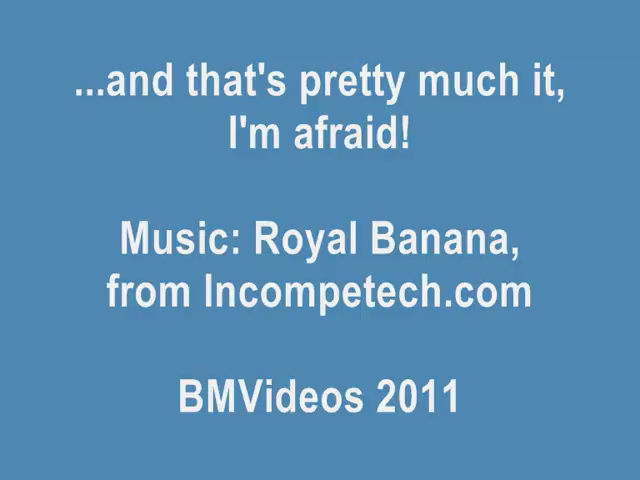 ...and that's pretty much it,
I'm afraid!
Music: Royal Banana,
from Incompetech.com
BMVideos 2011